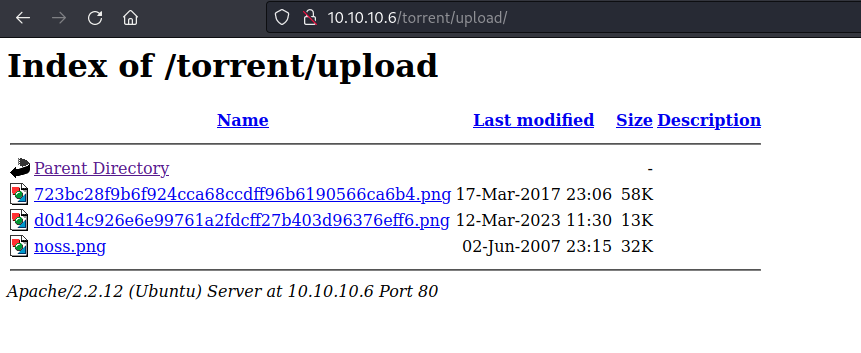 10.10.10.6/torrent/upload/
Index of /torrent/upload
Name Last modified Size Description
Parent Directory -
723bc28f9b6f924cca68ccdff96b6190566ca6b4.png 17-Mar-2017 23:06 58K
d0d14c926e6e99761a2fdcff27b403d96376eff6.png 12-Mar-2023 11:30 13K
noss.png 02-Jun-2007 23:15 32K
Apache/2.2.12 (Ubuntu) Server at 10.10.10.6 Port 80